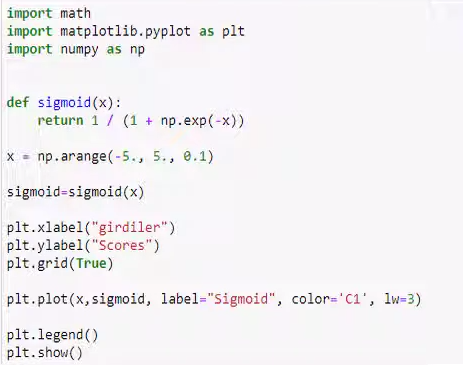 import math
import matplotlib.pyplot as plt
import numpy as np
def sigmoid(x):
    return 1 / (1 + np.exp(-x))
x = np.arange(-5., 5., 0.1)
sigmoid=sigmoid(x)
plt.xlabel("girdiler")
plt.ylabel("Scores")
plt.grid(True)
plt.plot(x,sigmoid, label="Sigmoid", color='C1', lw=3)
plt.legend()
plt.show()